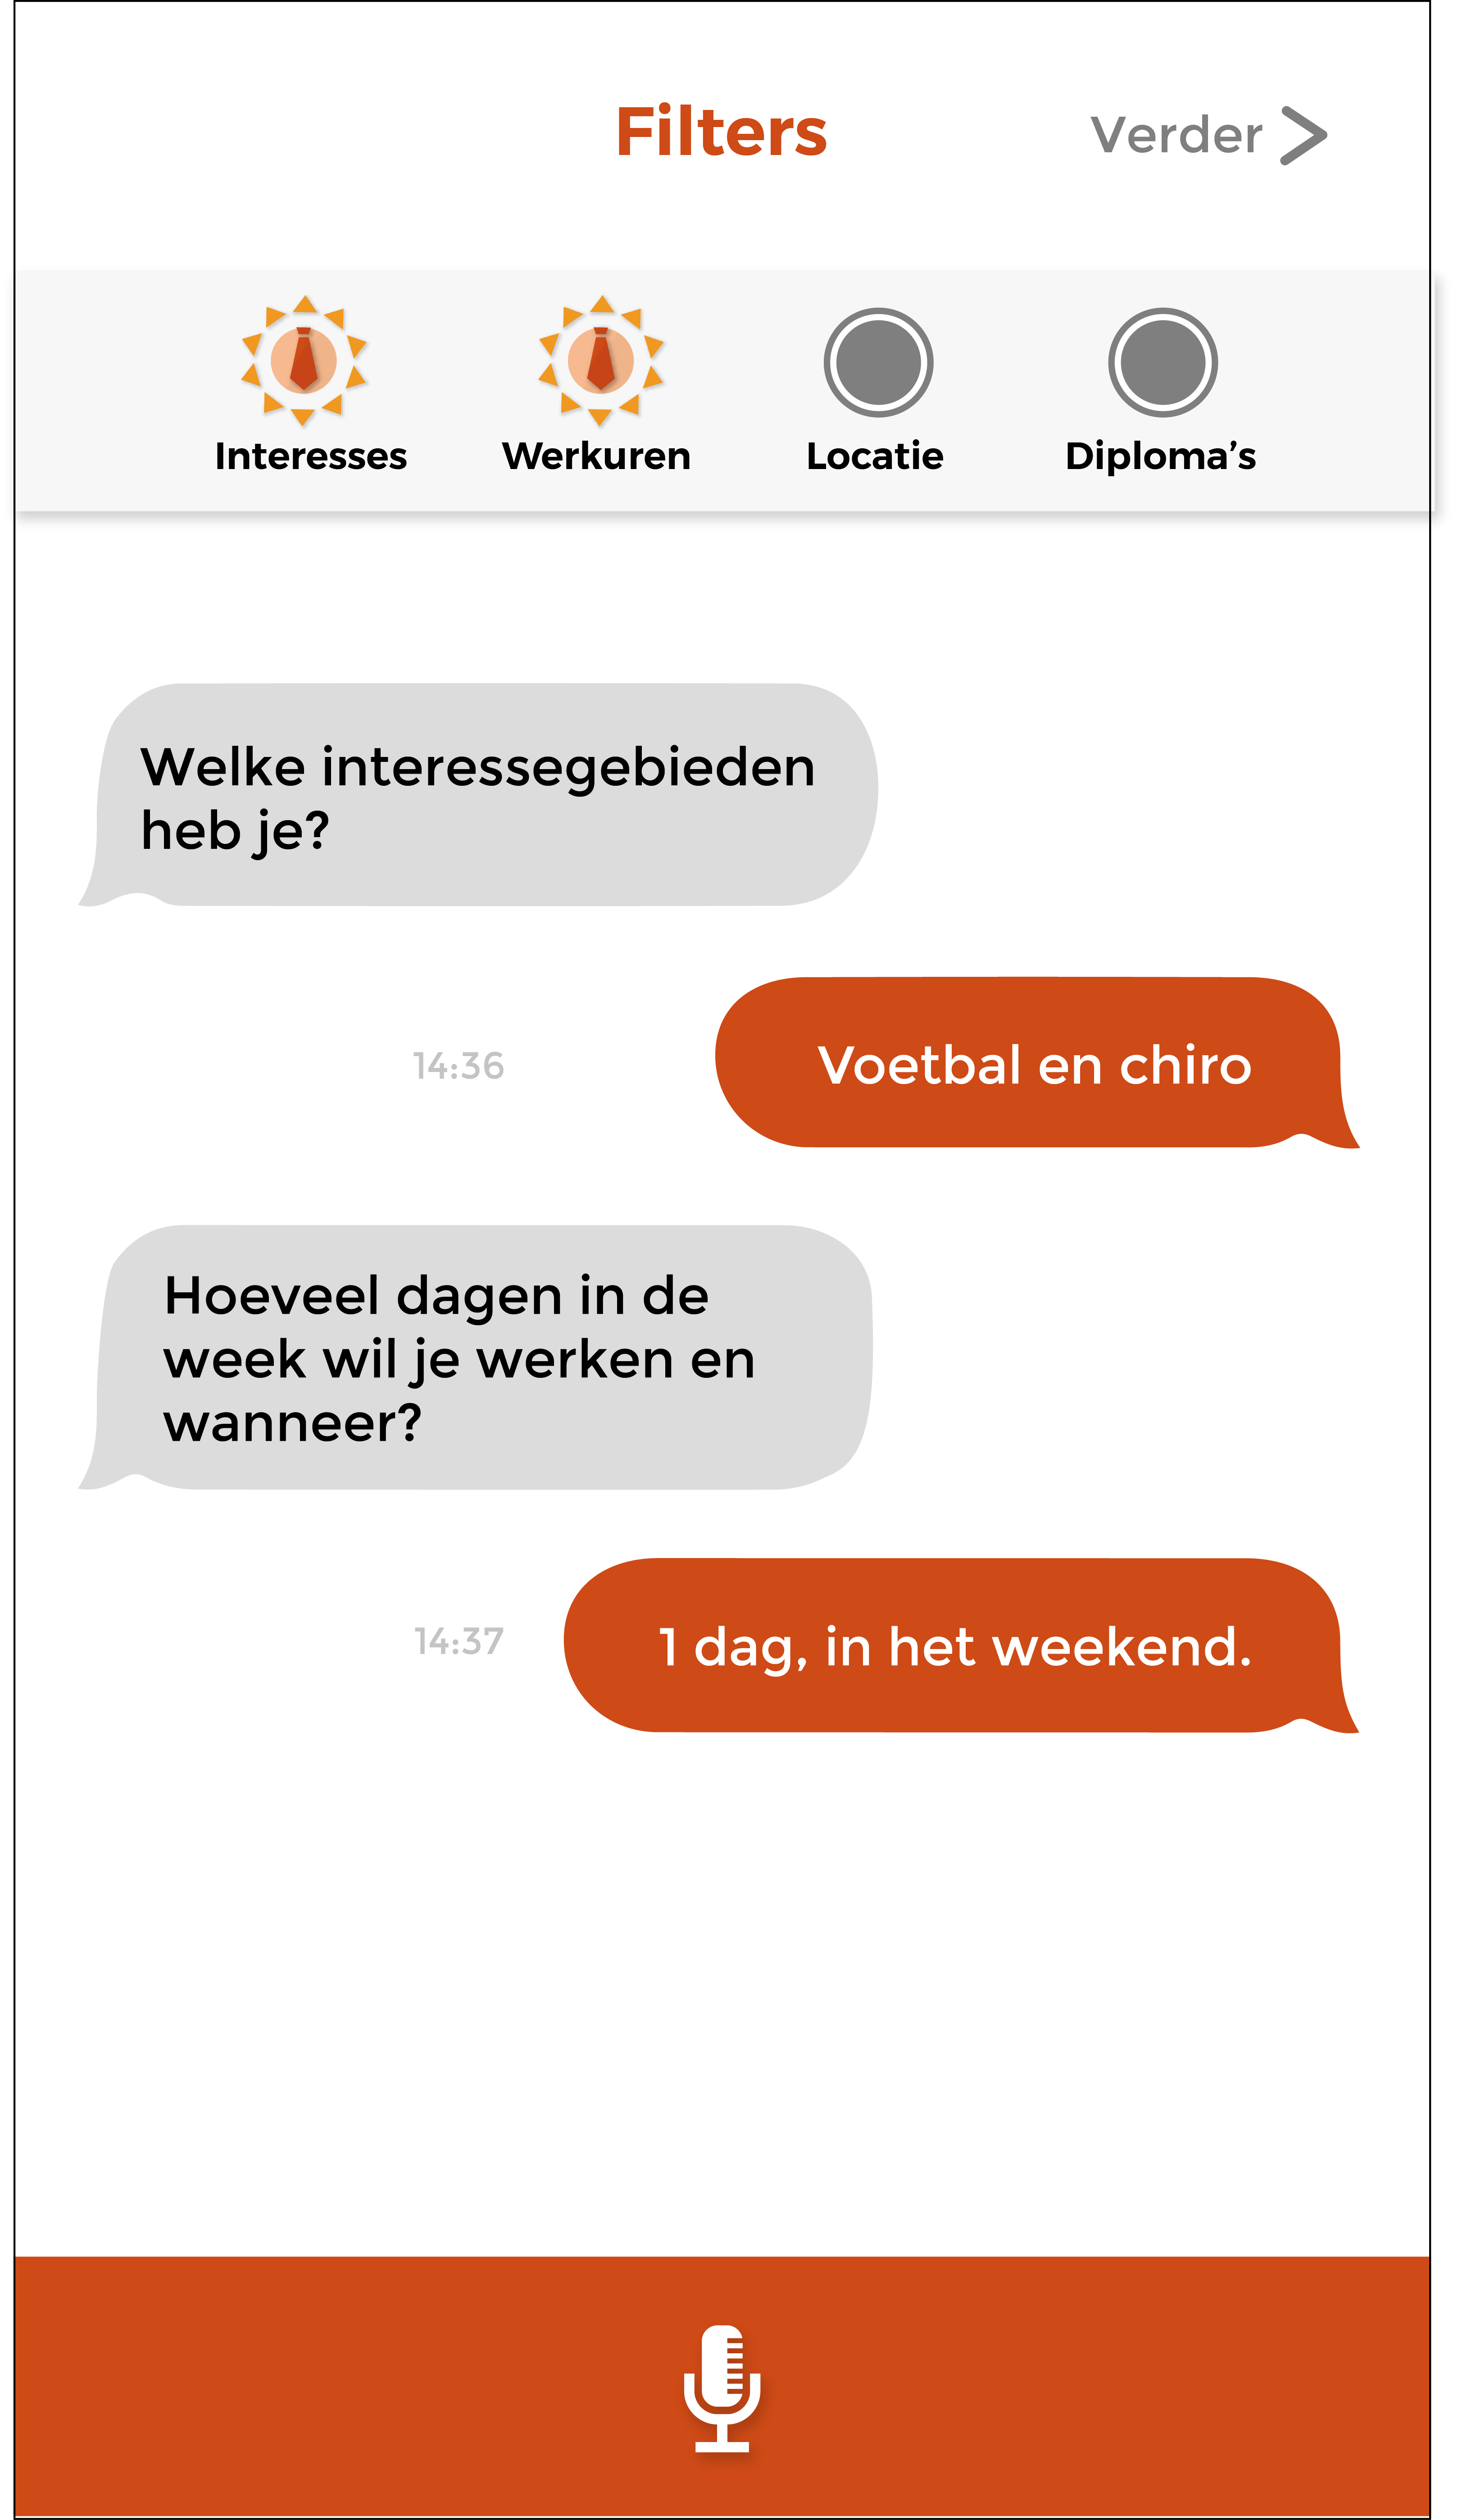 Filters
Verder
Interesses
Werkuren
Locatie
Diploma's
Welke interessegebieden
heb je?
14:36
Voetbal en chiro
Hoeveel dagen in de
week wil je werken en
wanneer?
14:37
1 dag, in het weekend.